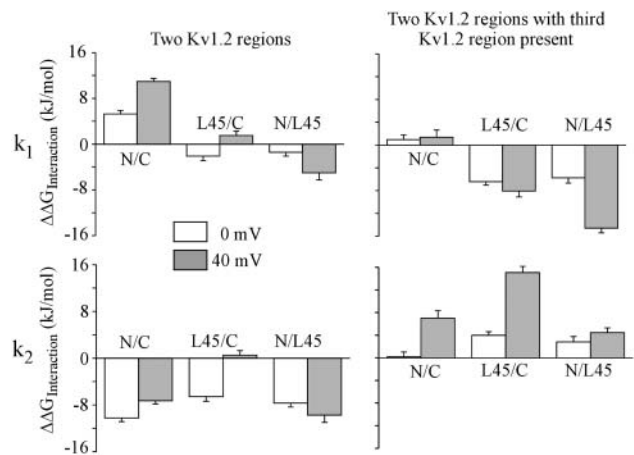 Two Kv1.2 regions
Two Kv1.2 regions with third
Kv1.2 region present
k1
ΔΔGInteraction (kJ/mol)
16
8
0
-8
-16
N/C
L45/C
N/L45
N/C
L45/C
N/L45
0 mV
40 mV
k2
ΔΔGInteraction (kJ/mol)
16
8
0
-8
-16
N/C
L45/C
N/L45
N/C
L45/C
N/L45